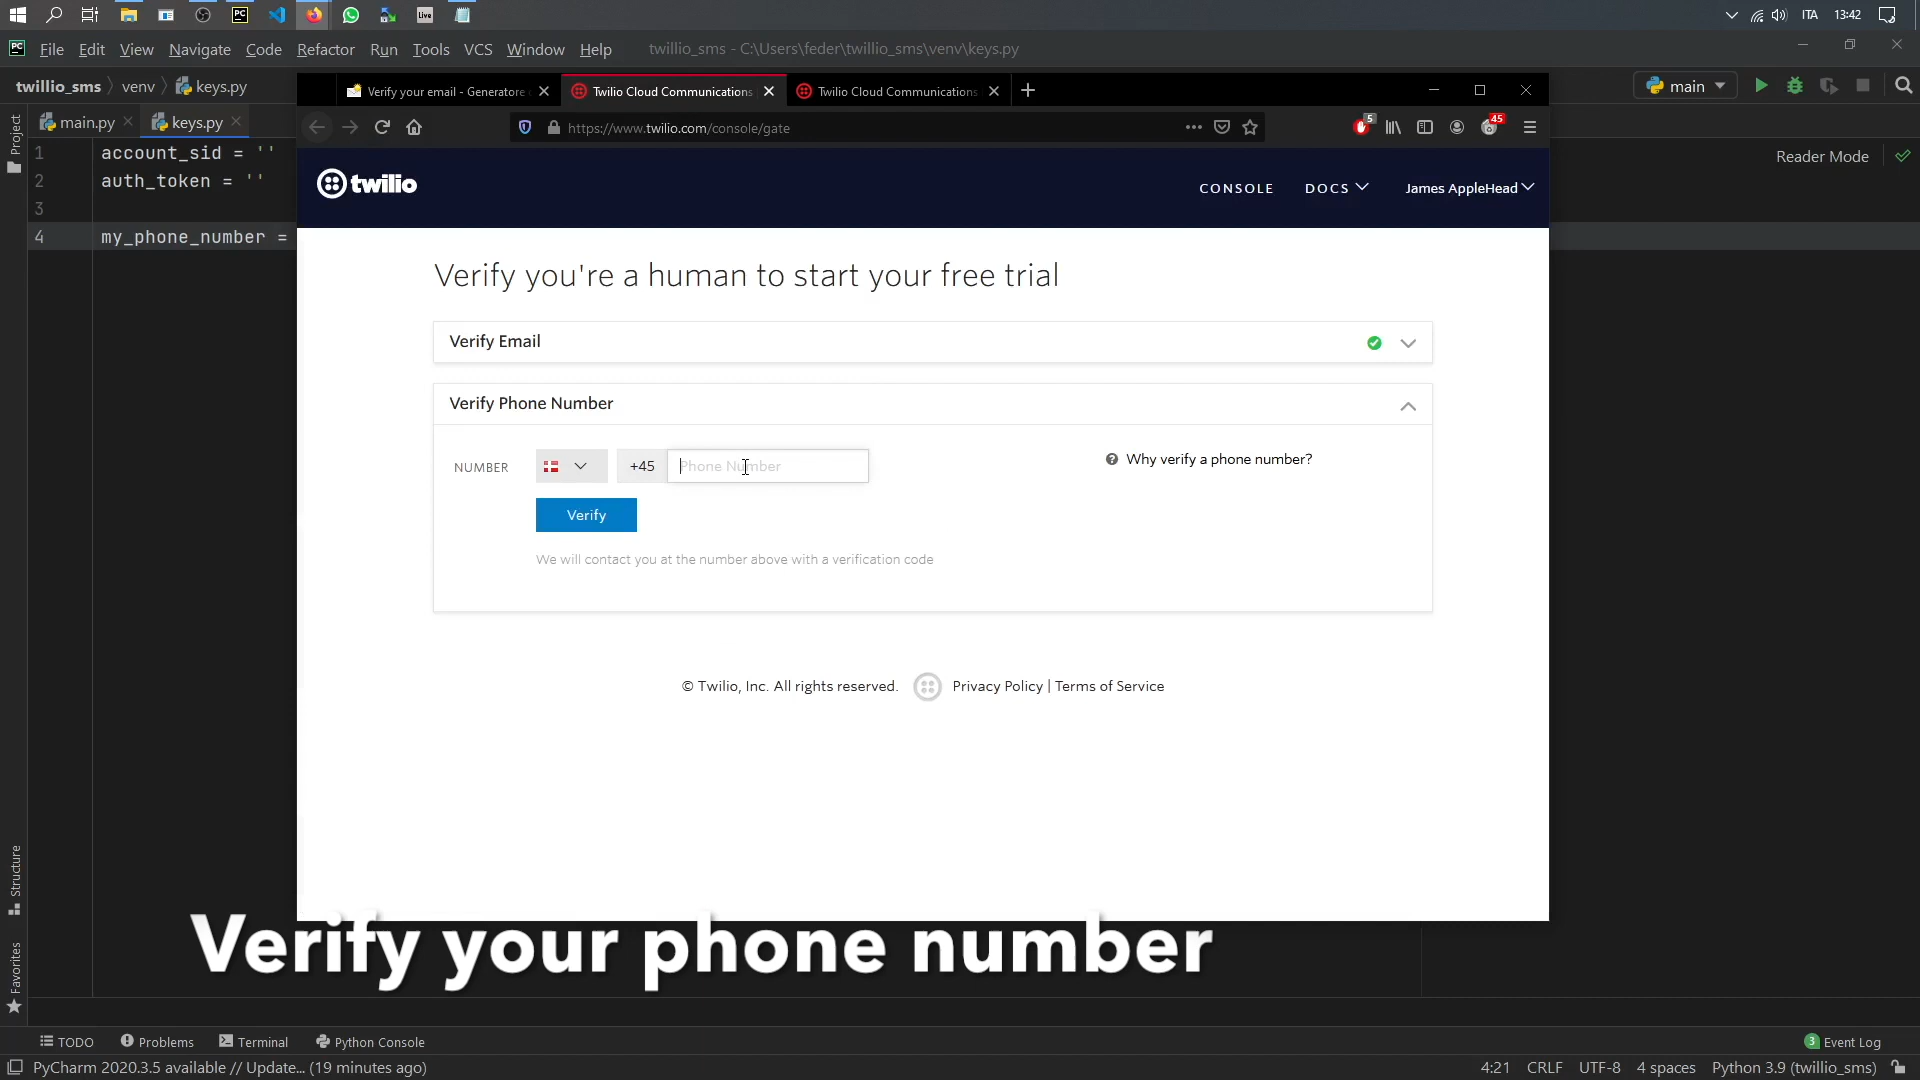 ITA
13:42
File Edit View Navigate Code Refactor Run Tools VCS Window Help
twillio_sms - C:\Users\feder\twillio_sms\venv\keys.py
twillio_sms venv keys.py
main
main.py keys.py
Verify your email - Generatore
Twilio Cloud Communications
Twilio Cloud Communications
https://www.twilio.com/console/gate
5
45
Project
1 account_sid = ''
2 auth_token = ''
3
4 my_phone_number =
Reader Mode
twilio
CONSOLE
DOCS
James AppleHead
Verify you're a human to start your free trial
Verify Email
Verify Phone Number
NUMBER
+45
Phone Number
Why verify a phone number?
Verify
We will contact you at the number above with a verification code
© Twilio, Inc. All rights reserved.
Privacy Policy | Terms of Service
Structure
Favorites
Verify your phone number
TODO Problems Terminal Python Console
3 Event Log
PyCharm 2020.3.5 available // Update... (19 minutes ago)
4:21 CRLF UTF-8 4 spaces Python 3.9 (twillio_sms)